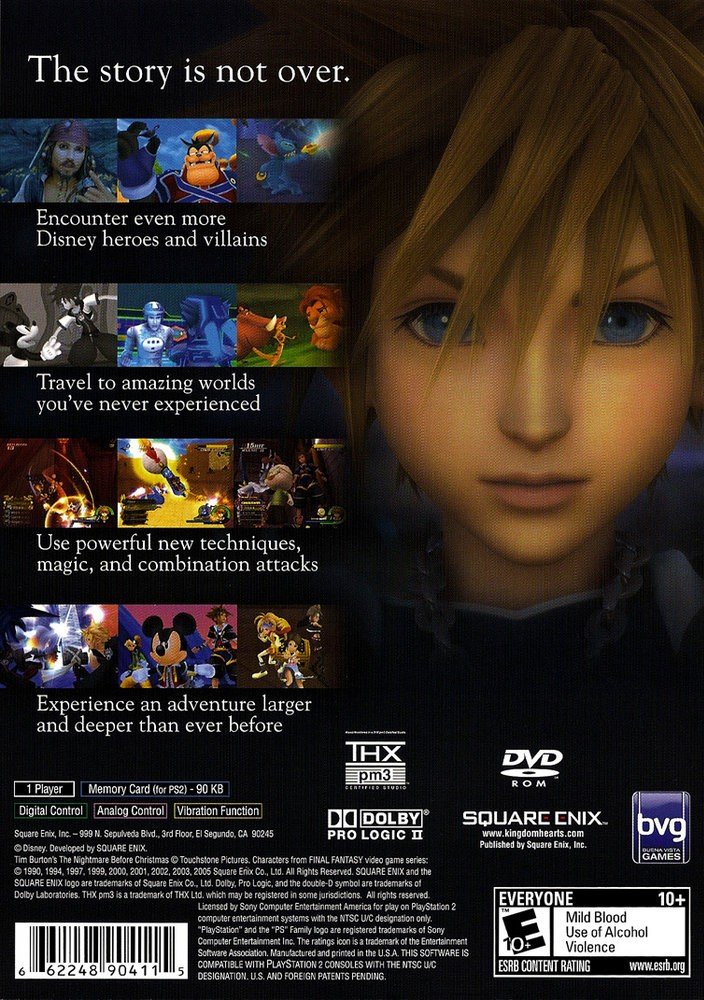 The story is not over.
Encounter even more
Disney heroes and villains
Travel to amazing worlds
you've never experienced
Use powerful new techniques,
magic, and combination attacks
Experience an adventure larger
and deeper than ever before
THX
pm3
CERTIFIED STUDIO
DVD
ROM
1 Player
Memory Card (for PS2) - 90 KB
Digital Control
Analog Control
Vibration Function
DOLBY
PRO LOGIC II
SQUARE ENIX™
www.kingdomhearts.com
Published by Square Enix, Inc.
bvg
BUENA VISTA
GAMES
Square Enix, Inc. – 999 N. Sepulveda Blvd., 3rd Floor, El Segundo, CA 90245
© Disney. Developed by SQUARE ENIX.
Tim Burton's The Nightmare Before Christmas © Touchstone Pictures. Characters from FINAL FANTASY video game series:
© 1990, 1994, 1997, 1999, 2000, 2001, 2002, 2003, 2005 Square Enix Co., Ltd. All Rights Reserved. SQUARE ENIX and the
SQUARE ENIX logo are trademarks of Square Enix Co., Ltd. Dolby, Pro Logic, and the double-D symbol are trademarks of
Dolby Laboratories. THX pm3 is a trademark of THX Ltd. which may be registered in some jurisdictions. All rights reserved.
Licensed by Sony Computer Entertainment America for play on PlayStation 2
computer entertainment systems with the NTSC U/C designation only.
"PlayStation" and the "PS" Family logo are registered trademarks of Sony
Computer Entertainment Inc. The ratings icon is a trademark of the Entertainment
Software Association. Manufactured and printed in the U.S.A. THIS SOFTWARE IS
COMPATIBLE WITH PLAYSTATION 2 CONSOLES WITH THE NTSC U/C
DESIGNATION. U.S. AND FOREIGN PATENTS PENDING.
6 62248 90411 5
EVERYONE 10+
E
10+
Mild Blood
Use of Alcohol
Violence
ESRB CONTENT RATING www.esrb.org